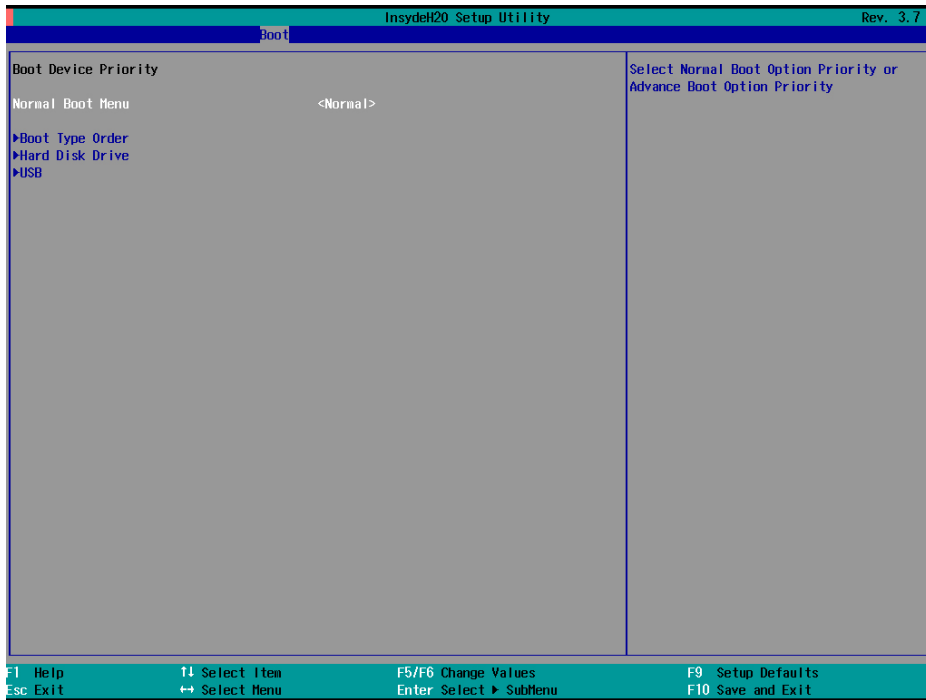 InsydeH20 Setup Utility Rev. 3.7
Boot
Boot Device Priority
Normal Boot Menu <Normal>
▶Boot Type Order
▶Hard Disk Drive
▶USB
Select Normal Boot Option Priority or
Advance Boot Option Priority
F1 Help ↑↓ Select Item F5/F6 Change Values F9 Setup Defaults
Esc Exit ↔ Select Menu Enter Select ▶ SubMenu F10 Save and Exit